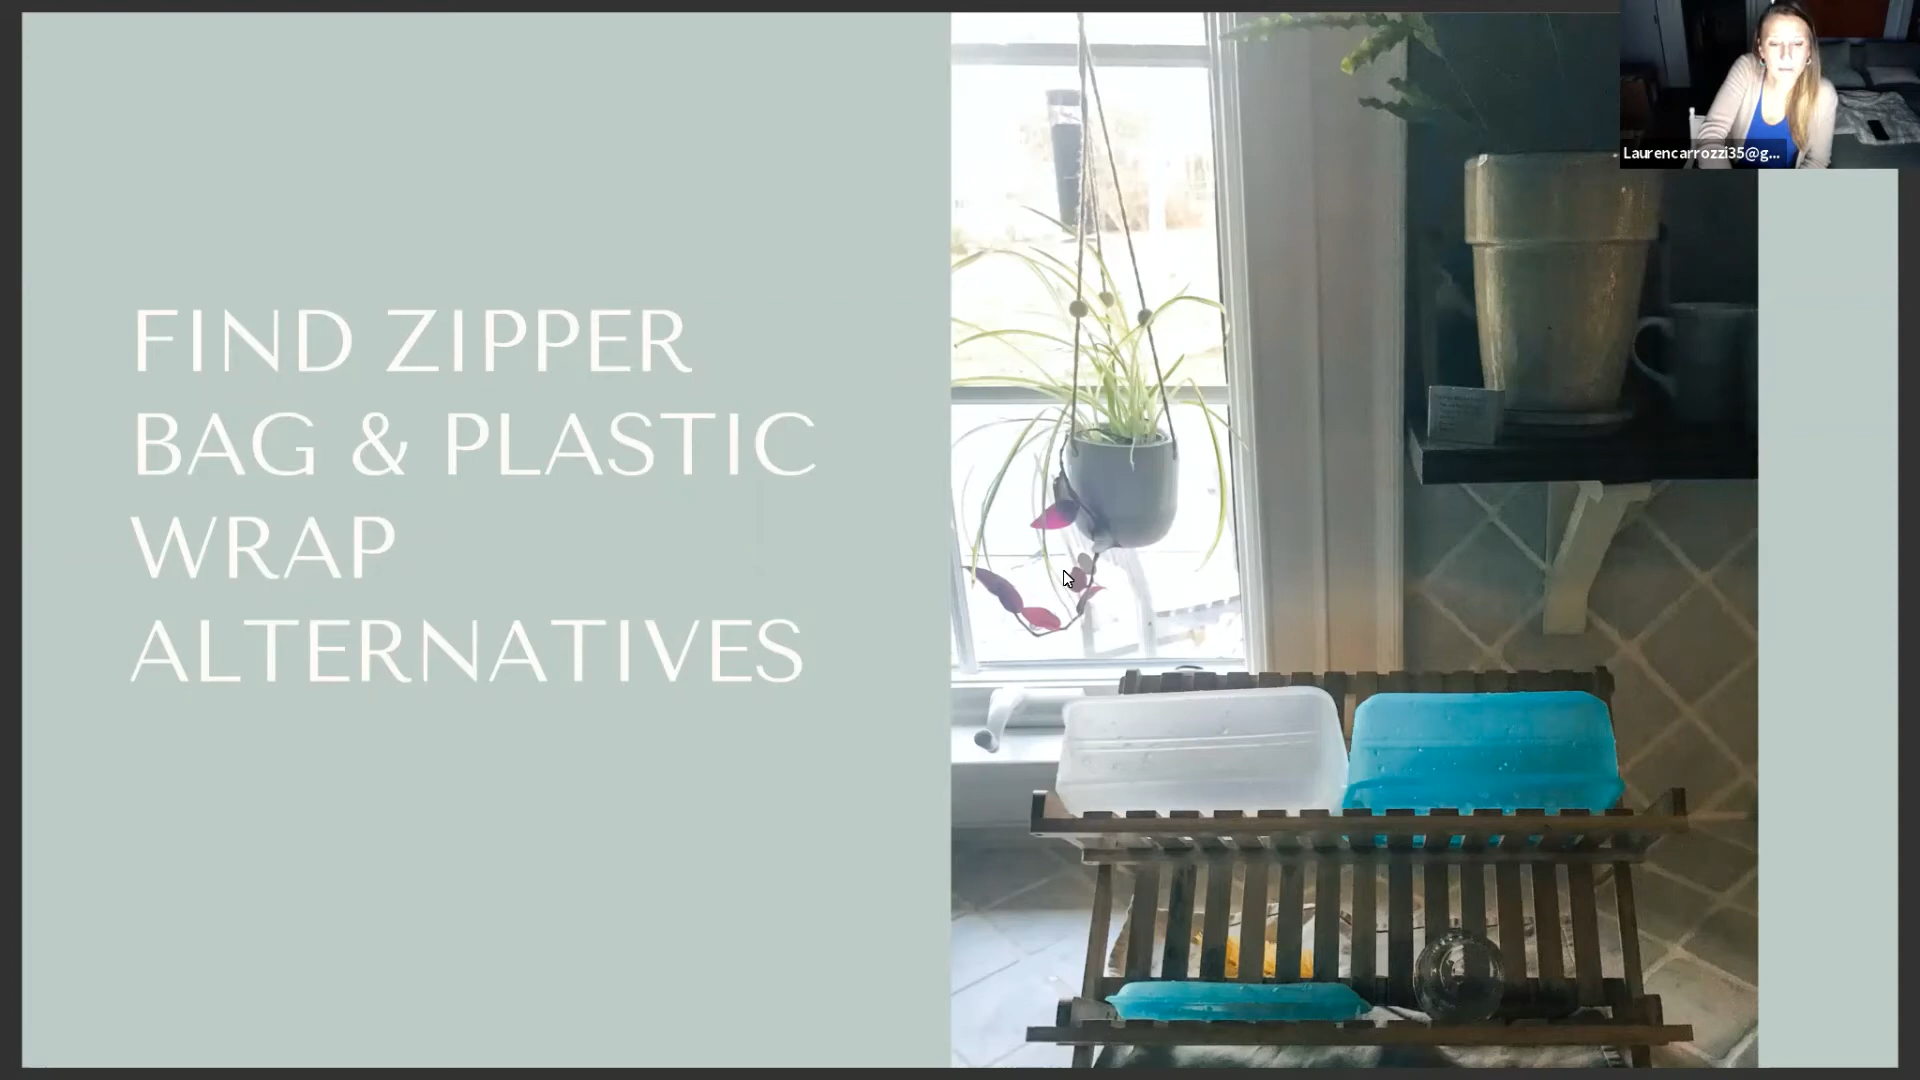 Laurencarrozzi35@g...
FIND ZIPPER
BAG & PLASTIC
WRAP
ALTERNATIVES